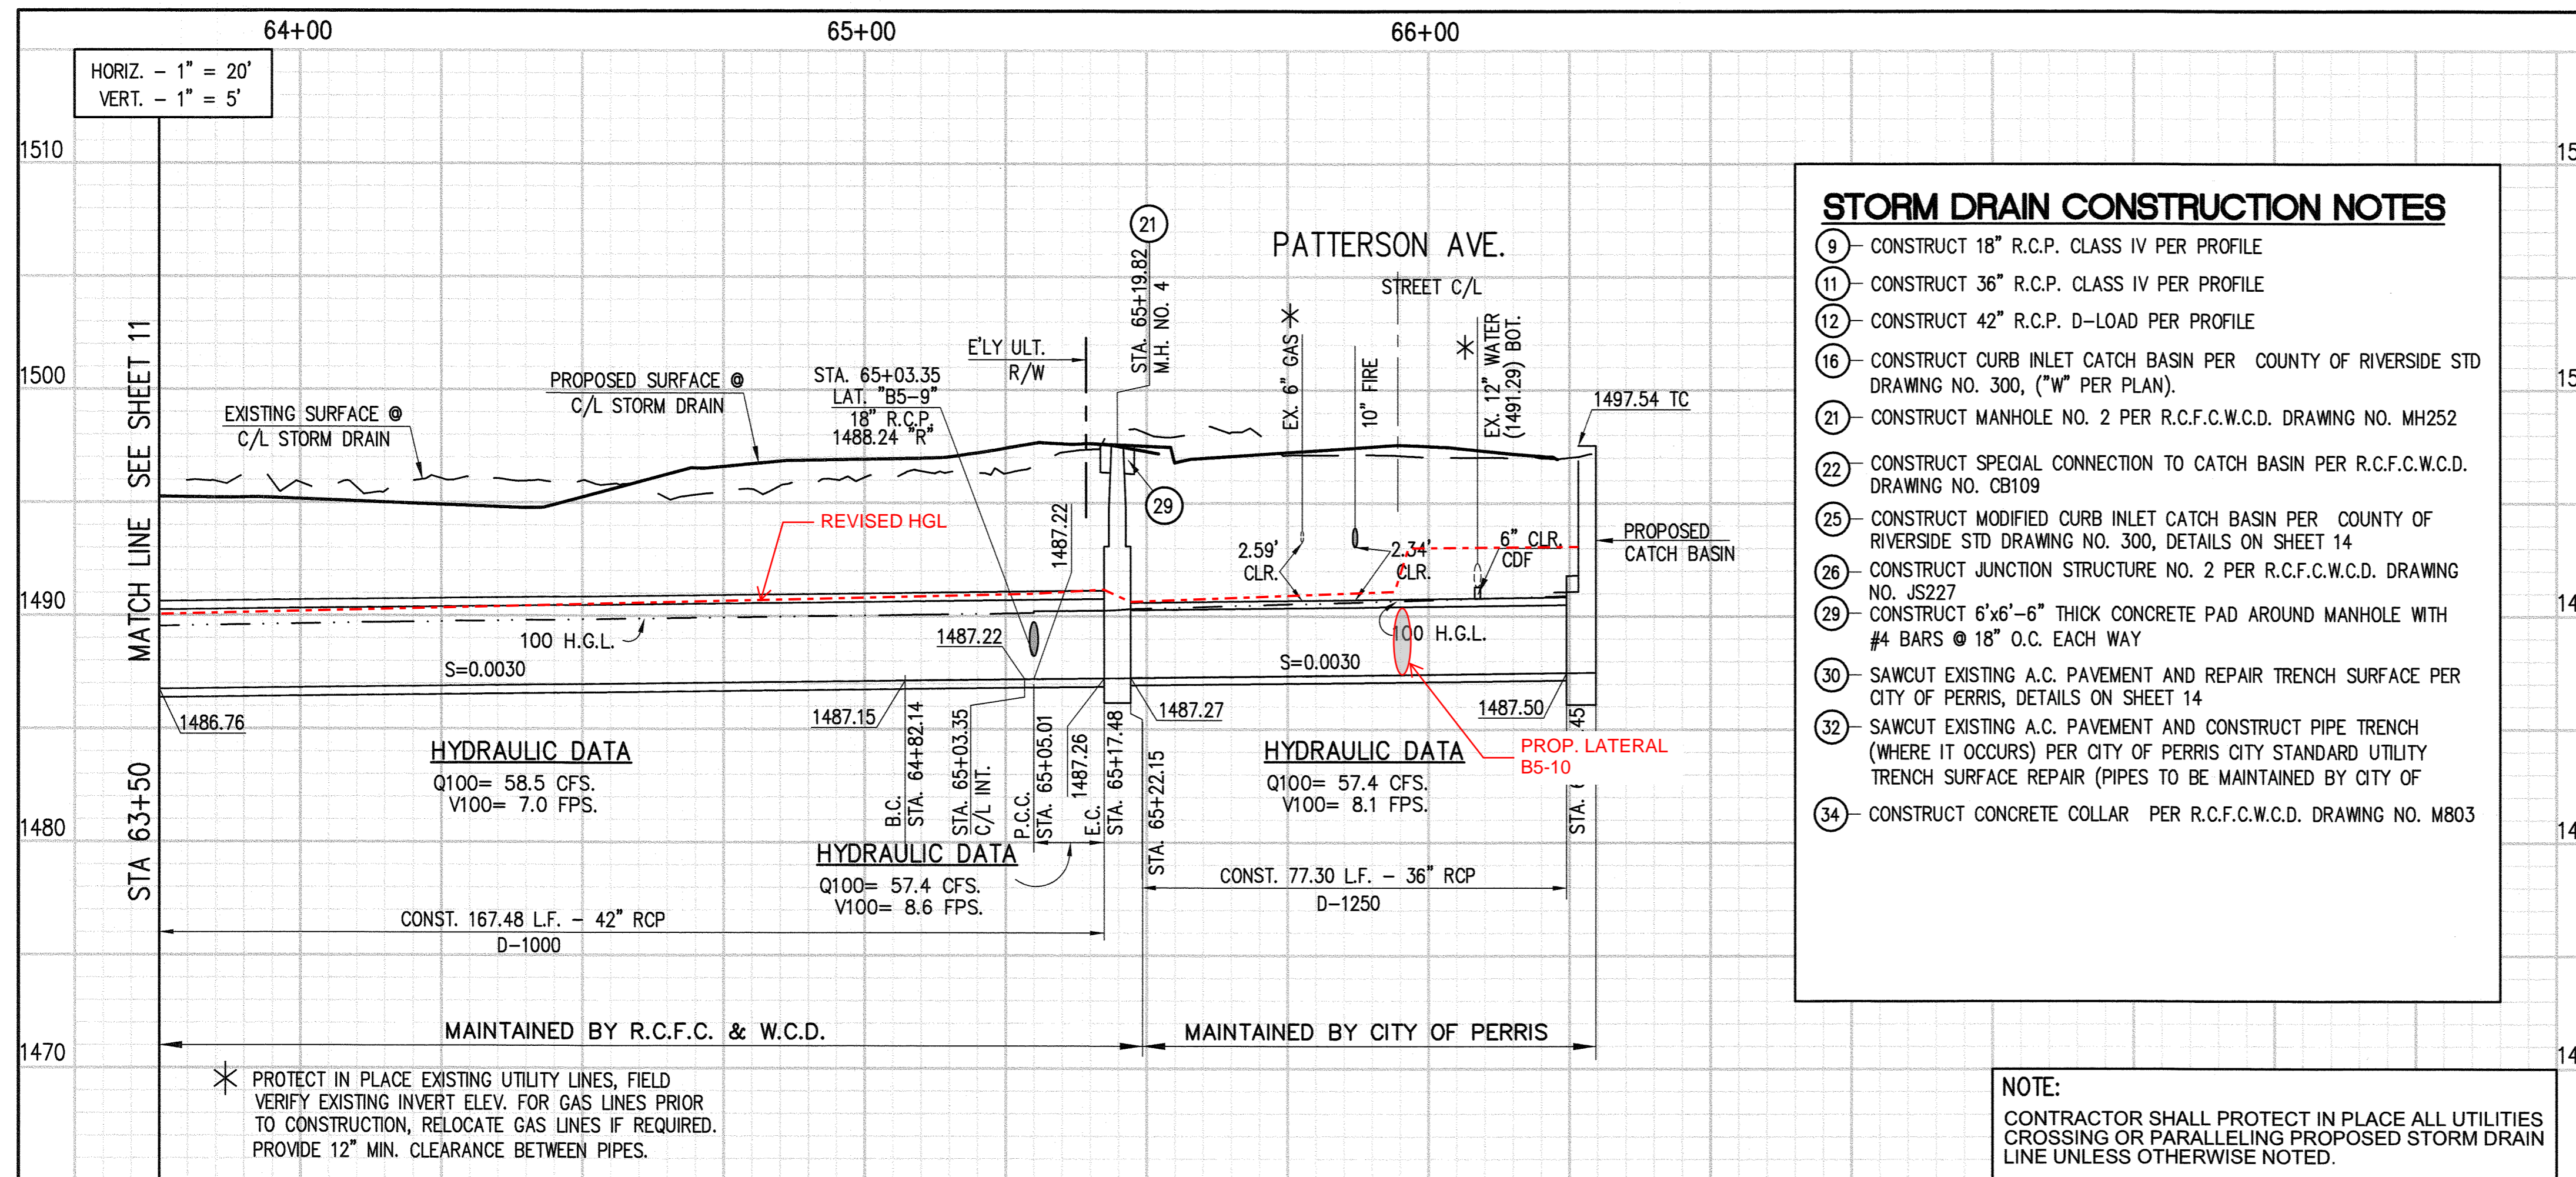 64+00
65+00
66+00
HORIZ. - 1" = 20'
VERT. - 1" = 5'
1510
1500
1490
1480
1470
15
15
14
14
14
MATCH LINE SEE SHEET 11
STA 63+50
EXISTING SURFACE @
C/L STORM DRAIN
PROPOSED SURFACE @
C/L STORM DRAIN
REVISED HGL
STA. 65+03.35
LAT. "B5-9"
18" R.C.P.
1488.24 "R"
E'LY ULT.
R/W
21
STA. 65+19.82
M.H. NO. 4
29
PATTERSON AVE.
STREET C/L
EX. 6" GAS *
10" FIRE
* EX. 12" WATER
(1491.29) BOT.
1497.54 TC
PROPOSED
CATCH BASIN
2.59'
CLR.
2.34'
CLR.
6" CLR.
CDF
1487.22
1487.22
100 H.G.L.
100 H.G.L.
S=0.0030
S=0.0030
1486.76
1487.15
1487.26
1487.27
1487.50
B.C.
STA. 64+82.14
STA. 65+03.35
C/L INT.
P.C.C.
STA. 65+05.01
E.C.
STA. 65+17.48
STA. 65+22.15
STA. 
45
PROP. LATERAL
B5-10
HYDRAULIC DATA
Q100= 58.5 CFS.
V100= 7.0 FPS.
HYDRAULIC DATA
Q100= 57.4 CFS.
V100= 8.6 FPS.
HYDRAULIC DATA
Q100= 57.4 CFS.
V100= 8.1 FPS.
CONST. 167.48 L.F. - 42" RCP
D-1000
CONST. 77.30 L.F. - 36" RCP
D-1250
MAINTAINED BY R.C.F.C. & W.C.D.
MAINTAINED BY CITY OF PERRIS
* PROTECT IN PLACE EXISTING UTILITY LINES, FIELD
VERIFY EXISTING INVERT ELEV. FOR GAS LINES PRIOR
TO CONSTRUCTION, RELOCATE GAS LINES IF REQUIRED.
PROVIDE 12" MIN. CLEARANCE BETWEEN PIPES.
STORM DRAIN CONSTRUCTION NOTES
9 CONSTRUCT 18" R.C.P. CLASS IV PER PROFILE
11 CONSTRUCT 36" R.C.P. CLASS IV PER PROFILE
12 CONSTRUCT 42" R.C.P. D-LOAD PER PROFILE
16 CONSTRUCT CURB INLET CATCH BASIN PER COUNTY OF RIVERSIDE STD
DRAWING NO. 300, ("W" PER PLAN).
21 CONSTRUCT MANHOLE NO. 2 PER R.C.F.C.W.C.D. DRAWING NO. MH252
22 CONSTRUCT SPECIAL CONNECTION TO CATCH BASIN PER R.C.F.C.W.C.D.
DRAWING NO. CB109
25 CONSTRUCT MODIFIED CURB INLET CATCH BASIN PER COUNTY OF
RIVERSIDE STD DRAWING NO. 300, DETAILS ON SHEET 14
26 CONSTRUCT JUNCTION STRUCTURE NO. 2 PER R.C.F.C.W.C.D. DRAWING
NO. JS227
29 CONSTRUCT 6'x6'-6" THICK CONCRETE PAD AROUND MANHOLE WITH
#4 BARS @ 18" O.C. EACH WAY
30 SAWCUT EXISTING A.C. PAVEMENT AND REPAIR TRENCH SURFACE PER
CITY OF PERRIS, DETAILS ON SHEET 14
32 SAWCUT EXISTING A.C. PAVEMENT AND CONSTRUCT PIPE TRENCH
(WHERE IT OCCURS) PER CITY OF PERRIS CITY STANDARD UTILITY
TRENCH SURFACE REPAIR (PIPES TO BE MAINTAINED BY CITY OF
34 CONSTRUCT CONCRETE COLLAR PER R.C.F.C.W.C.D. DRAWING NO. M803
NOTE:
CONTRACTOR SHALL PROTECT IN PLACE ALL UTILITIES
CROSSING OR PARALLELING PROPOSED STORM DRAIN
LINE UNLESS OTHERWISE NOTED.